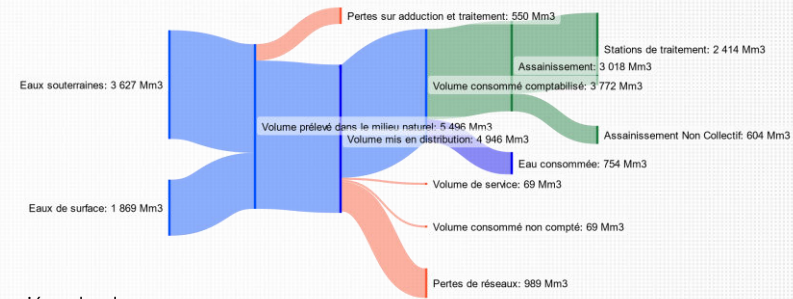 Pertes sur adduction et traitement: 550 Mm3
Stations de traitement: 2 414 Mm3
Assainissement: 3 018 Mm3
Eaux souterraines: 3 627 Mm3
Volume consommé comptabilisé: 3 772 Mm3
Volume prélevé dans le milieu naturel: 5 496 Mm3
Volume mis en distribution: 4 946 Mm3
Assainissement Non Collectif: 604 Mm3
Eau consommée: 754 Mm3
Volume de service: 69 Mm3
Eaux de surface: 1 869 Mm3
Volume consommé non compté: 69 Mm3
Pertes de réseaux: 989 Mm3